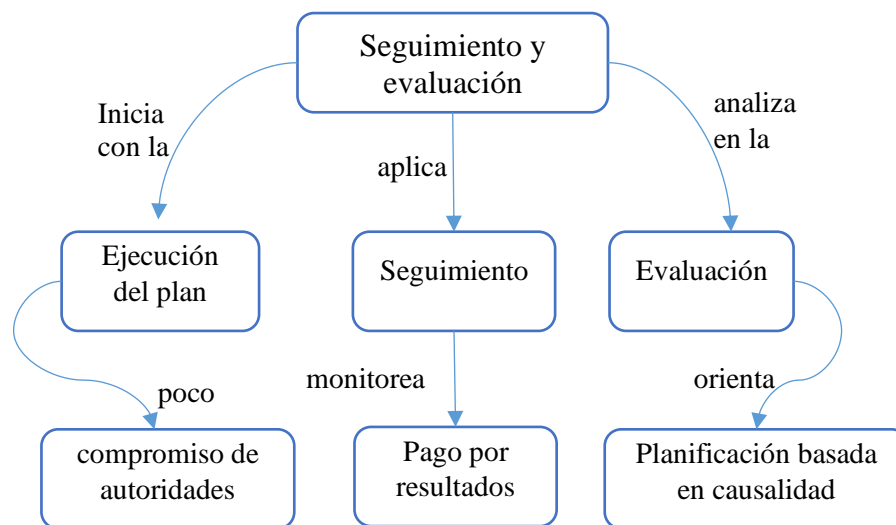 Seguimiento y
evaluación
Inicia
con la
aplica
analiza
en la
Ejecución
del plan
Seguimiento
Evaluación
poco
monitorea
orienta
compromiso de
autoridades
Pago por
resultados
Planificación basada
en causalidad